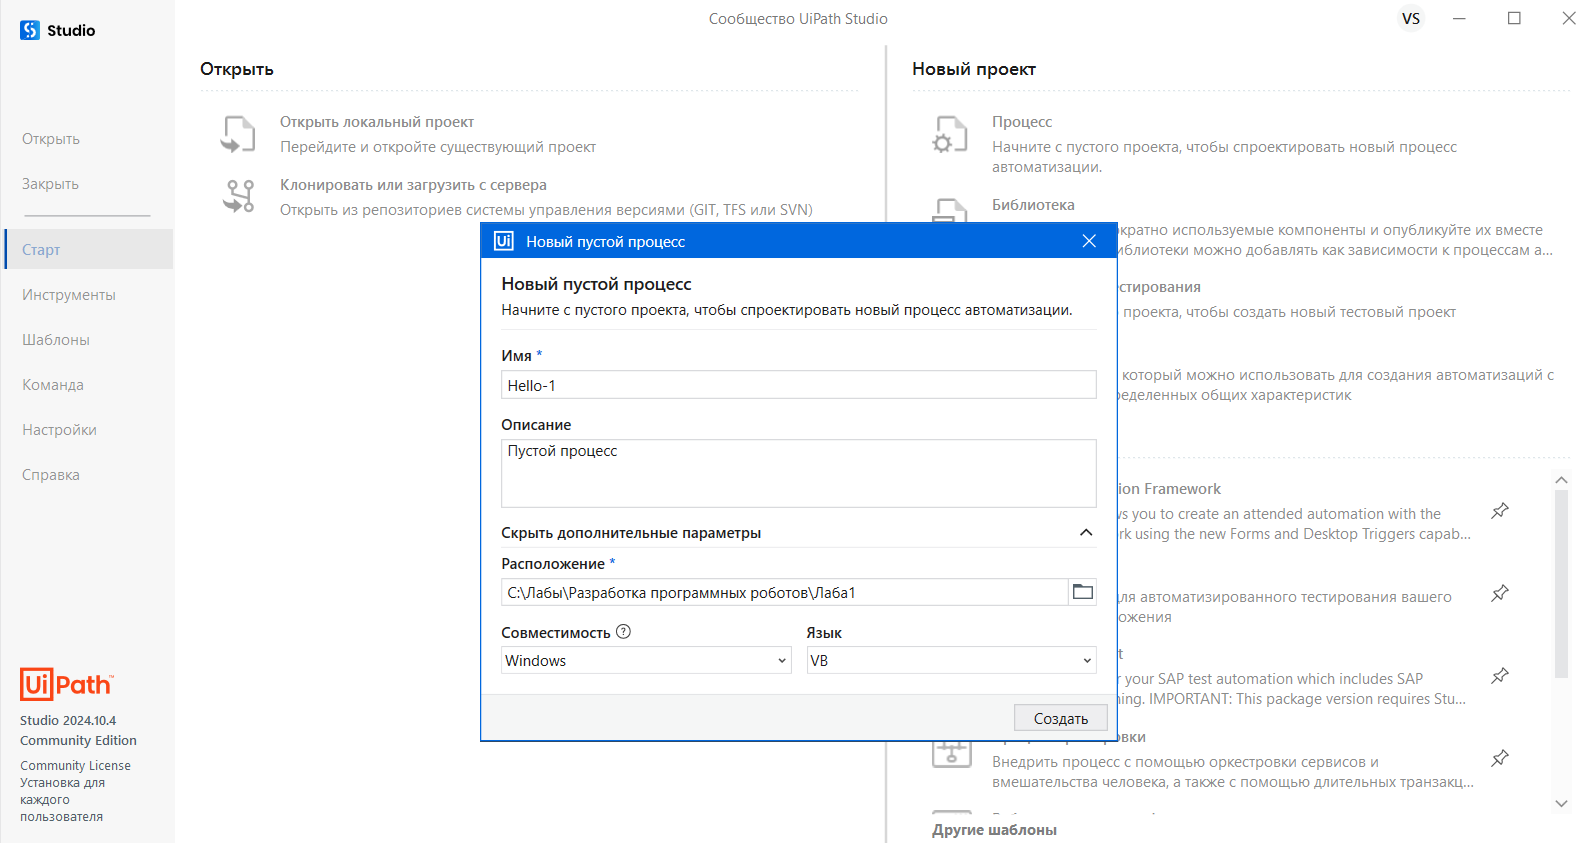 Studio
Сообщество UiPath Studio
VS
Открыть
Закрыть
Старт
Инструменты
Шаблоны
Команда
Настройки
Справка
UiPath™
Studio 2024.10.4
Community Edition
Community License
Установка для
каждого
пользователя
Открыть
Открыть локальный проект
Перейдите и откройте существующий проект
Клонировать или загрузить с сервера
Открыть из репозиториев системы управления версиями (GIT, TFS или SVN)
Новый проект
Процесс
Начните с пустого проекта, чтобы спроектировать новый процесс
автоматизации.
Библиотека
кратно используемые компоненты и опубликуйте их вместе
иблиотеки можно добавлять как зависимости к процессам а...
стирования
проекта, чтобы создать новый тестовый проект
который можно использовать для создания автоматизаций с
ределенных общих характеристик
ion Framework
vs you to create an attended automation with the
rk using the new Forms and Desktop Triggers capab...
для автоматизированного тестирования вашего
ожения
t
r your SAP test automation which includes SAP
ning. IMPORTANT: This package version requires Stu...
вки
Внедрить процесс с помощью оркестровки сервисов и
вмешательства человека, а также с помощью длительных транзакц...
Другие шаблоны
Ui Новый пустой процесс
Новый пустой процесс
Начните с пустого проекта, чтобы спроектировать новый процесс автоматизации.
Имя *
Hello-1
Описание
Пустой процесс
Скрыть дополнительные параметры
Расположение *
C:\Лабы\Разработка программных роботов\Лаба1
Совместимость ?
Windows
Язык
VB
Создать